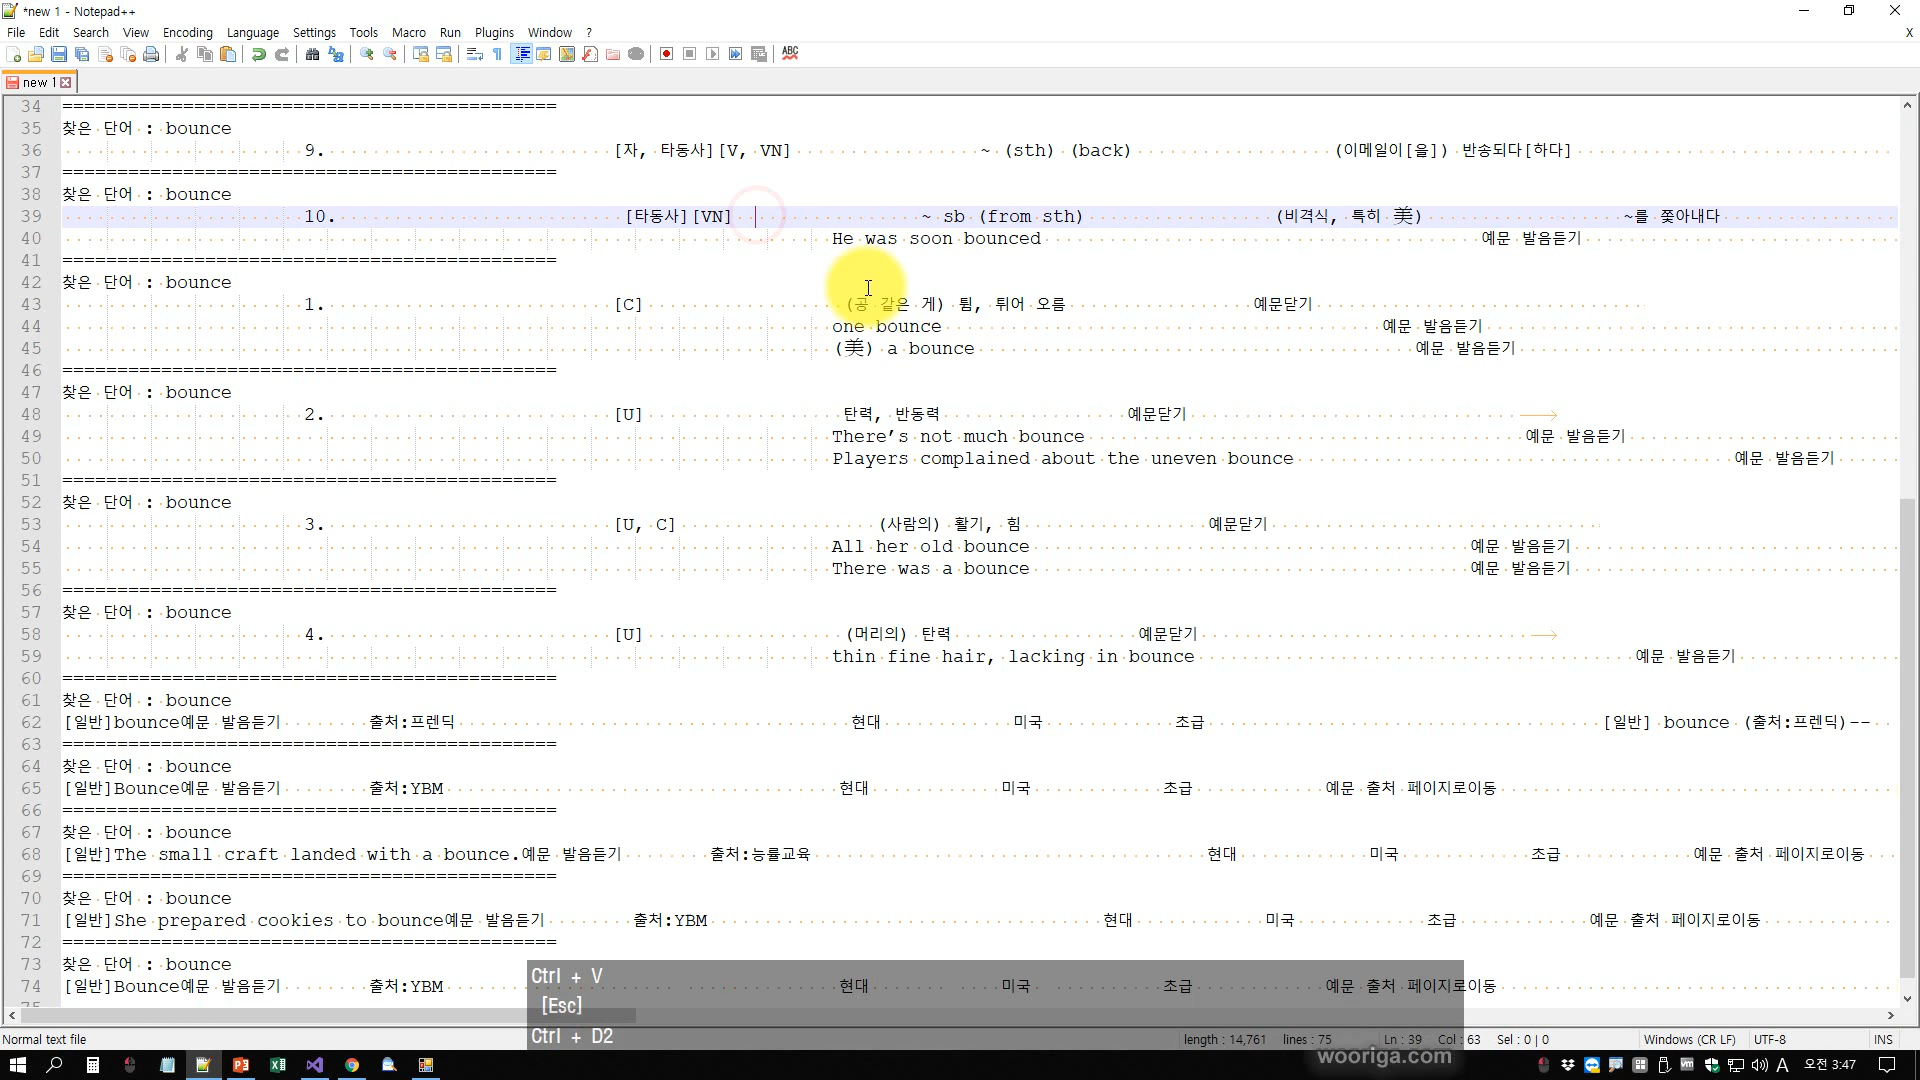 *new 1 - Notepad++
File Edit Search View Encoding Language Settings Tools Macro Run Plugins Window ? X
new 1
34 =============================================
35 찾은 단어 : bounce
36 9. [자, 타동사][V, VN] ~ (sth) (back) (이메일이[을]) 반송되다[하다]
37 =============================================
38 찾은 단어 : bounce
39 10. [타동사][VN] ~ sb (from sth) (비격식, 특히 美) ~를 쫓아내다
40 He was soon bounced 예문 발음듣기
41 =============================================
42 찾은 단어 : bounce
43 1. [C] (공 같은 게) 튐, 튀어 오름 예문닫기
44 one bounce 예문 발음듣기
45 (美) a bounce 예문 발음듣기
46 =============================================
47 찾은 단어 : bounce
48 2. [U] 탄력, 반동력 예문닫기
49 There's not much bounce 예문 발음듣기
50 Players complained about the uneven bounce 예문 발음듣기
51 =============================================
52 찾은 단어 : bounce
53 3. [U, C] (사람의) 활기, 힘 예문닫기
54 All her old bounce 예문 발음듣기
55 There was a bounce 예문 발음듣기
56 =============================================
57 찾은 단어 : bounce
58 4. [U] (머리의) 탄력 예문닫기
59 thin fine hair, lacking in bounce 예문 발음듣기
60 =============================================
61 찾은 단어 : bounce
62 [일반]bounce예문 발음듣기 출처:프렌딕 현대 미국 초급 [일반] bounce (출처:프렌딕)--
63 =============================================
64 찾은 단어 : bounce
65 [일반]Bounce예문 발음듣기 출처:YBM 현대 미국 초급 예문 출처 페이지로이동
66 =============================================
67 찾은 단어 : bounce
68 [일반]The small craft landed with a bounce.예문 발음듣기 출처:능률교육 현대 미국 초급 예문 출처 페이지로이동
69 =============================================
70 찾은 단어 : bounce
71 [일반]She prepared cookies to bounce예문 발음듣기 출처:YBM 현대 미국 초급 예문 출처 페이지로이동
72 =============================================
73 찾은 단어 : bounce
74 [일반]Bounce예문 발음듣기 출처:YBM 현대 미국 초급 예문 출처 페이지로이동
75
Ctrl + V
[Esc]
Ctrl + D2
Normal text file length : 14,761 lines : 75 Ln : 39 Col : 63 Sel : 0 | 0 Windows (CR LF) UTF-8 INS
wooriga.com
A 오전 3:47